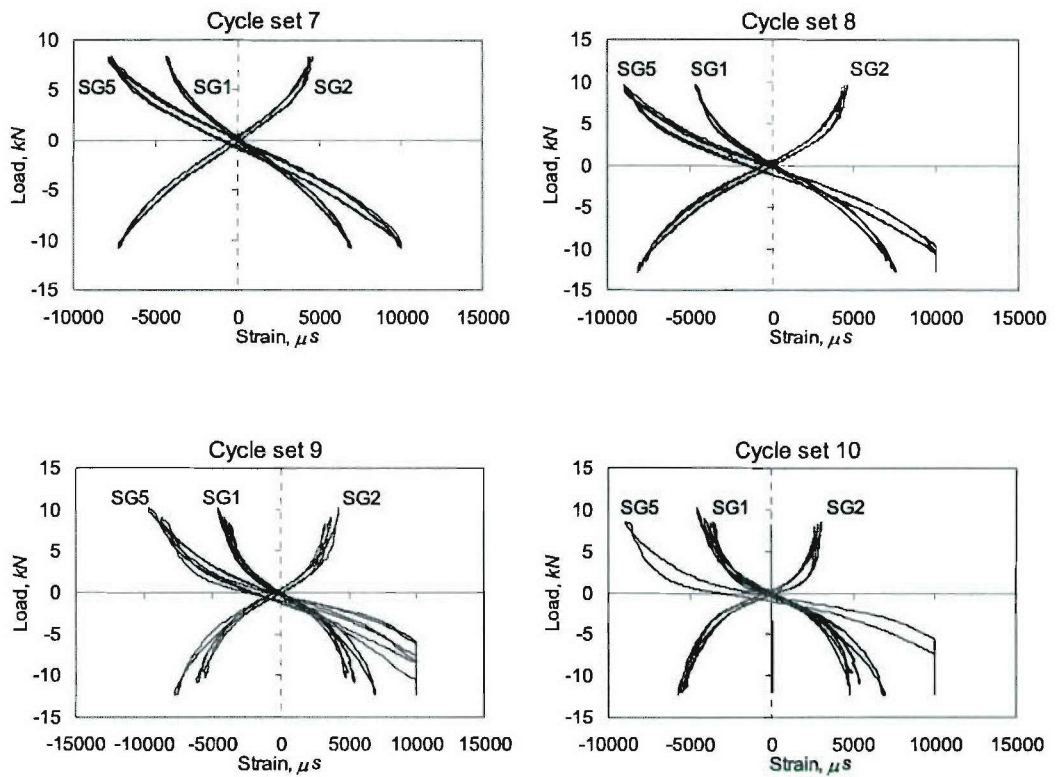 Cycle set 7
10
5
0
-5
-10
-15
Load, kN
SG5
SG1
SG2
-10000 -5000 0 5000 10000 15000
Strain, μs
Cycle set 8
15
10
5
0
-5
-10
-15
Load, kN
SG5
SG1
SG2
-10000 -5000 0 5000 10000 15000
Strain, μs
Cycle set 9
15
10
5
0
-5
-10
-15
Load, kN
SG5
SG1
SG2
-15000 -10000 -5000 0 5000 10000 15000
Strain, μs
Cycle set 10
15
10
5
0
-5
-10
-15
Load, kN
SG5
SG1
SG2
-10000 -5000 0 5000 10000 15000
Strain, μs